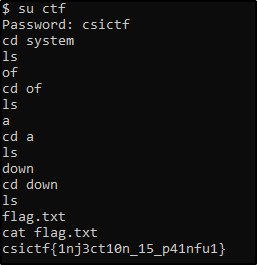 $ su ctf
Password: csictf
cd system
ls
of
cd of
ls
a
cd a
ls
down
cd down
ls
flag.txt
cat flag.txt
csictf{1nj3ct10n_15_p41nfu1}